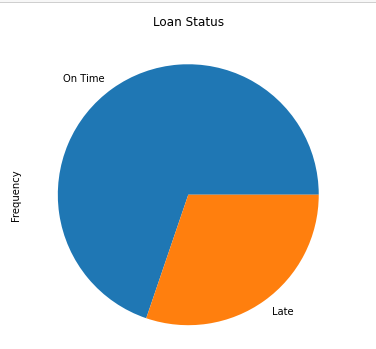 Loan Status
On Time
Frequency
Late